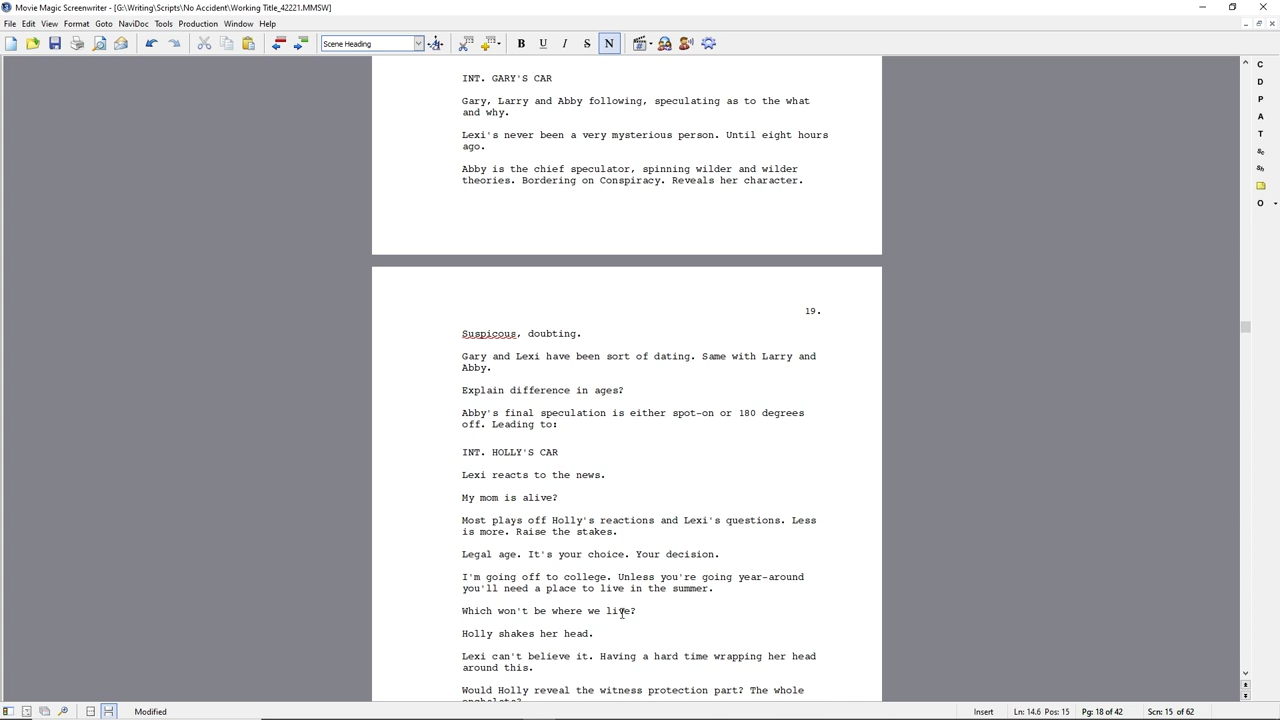 Movie Magic Screenwriter - [G:\Writing\Scripts\No Accident\Working Title_42221.MMSW]
File Edit View Format Goto NaviDoc Tools Production Window Help
Scene Heading B U I S N
C
D
P
A
T
Sc
Sh
O
INT. GARY'S CAR
Gary, Larry and Abby following, speculating as to the what
and why.
Lexi's never been a very mysterious person. Until eight hours
ago.
Abby is the chief speculator, spinning wilder and wilder
theories. Bordering on Conspiracy. Reveals her character.
19.
Suspicous, doubting.
Gary and Lexi have been sort of dating. Same with Larry and
Abby.
Explain difference in ages?
Abby's final speculation is either spot-on or 180 degrees
off. Leading to:
INT. HOLLY'S CAR
Lexi reacts to the news.
My mom is alive?
Most plays off Holly's reactions and Lexi's questions. Less
is more. Raise the stakes.
Legal age. It's your choice. Your decision.
I'm going off to college. Unless you're going year-around
you'll need a place to live in the summer.
Which won't be where we live?
Holly shakes her head.
Lexi can't believe it. Having a hard time wrapping her head
around this.
Would Holly reveal the witness protection part? The whole
Modified Insert Ln: 14.6 Pos: 15 Pg: 18 of 42 Scn: 15 of 62